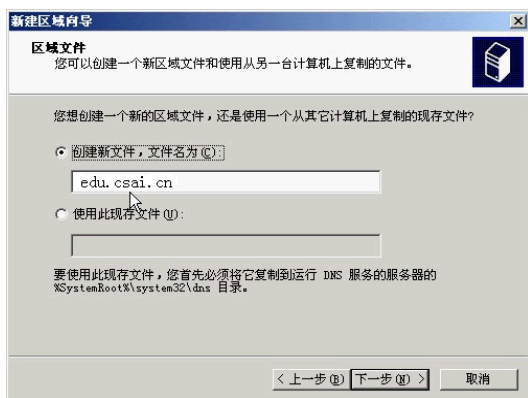 新建区域向导
区域文件
您可以创建一个新区域文件和使用从另一台计算机上复制的文件。
您想创建一个新的区域文件，还是使用一个从其它计算机上复制的现存文件?
创建新文件，文件名为(C):
edu.csai.cn
使用此现存文件(U):
要使用此现存文件，您首先必须将它复制到运行 DNS 服务的服务器的
%SystemRoot%\system32\dns 目录。
<上一步(B) 下一步(N)> 取消